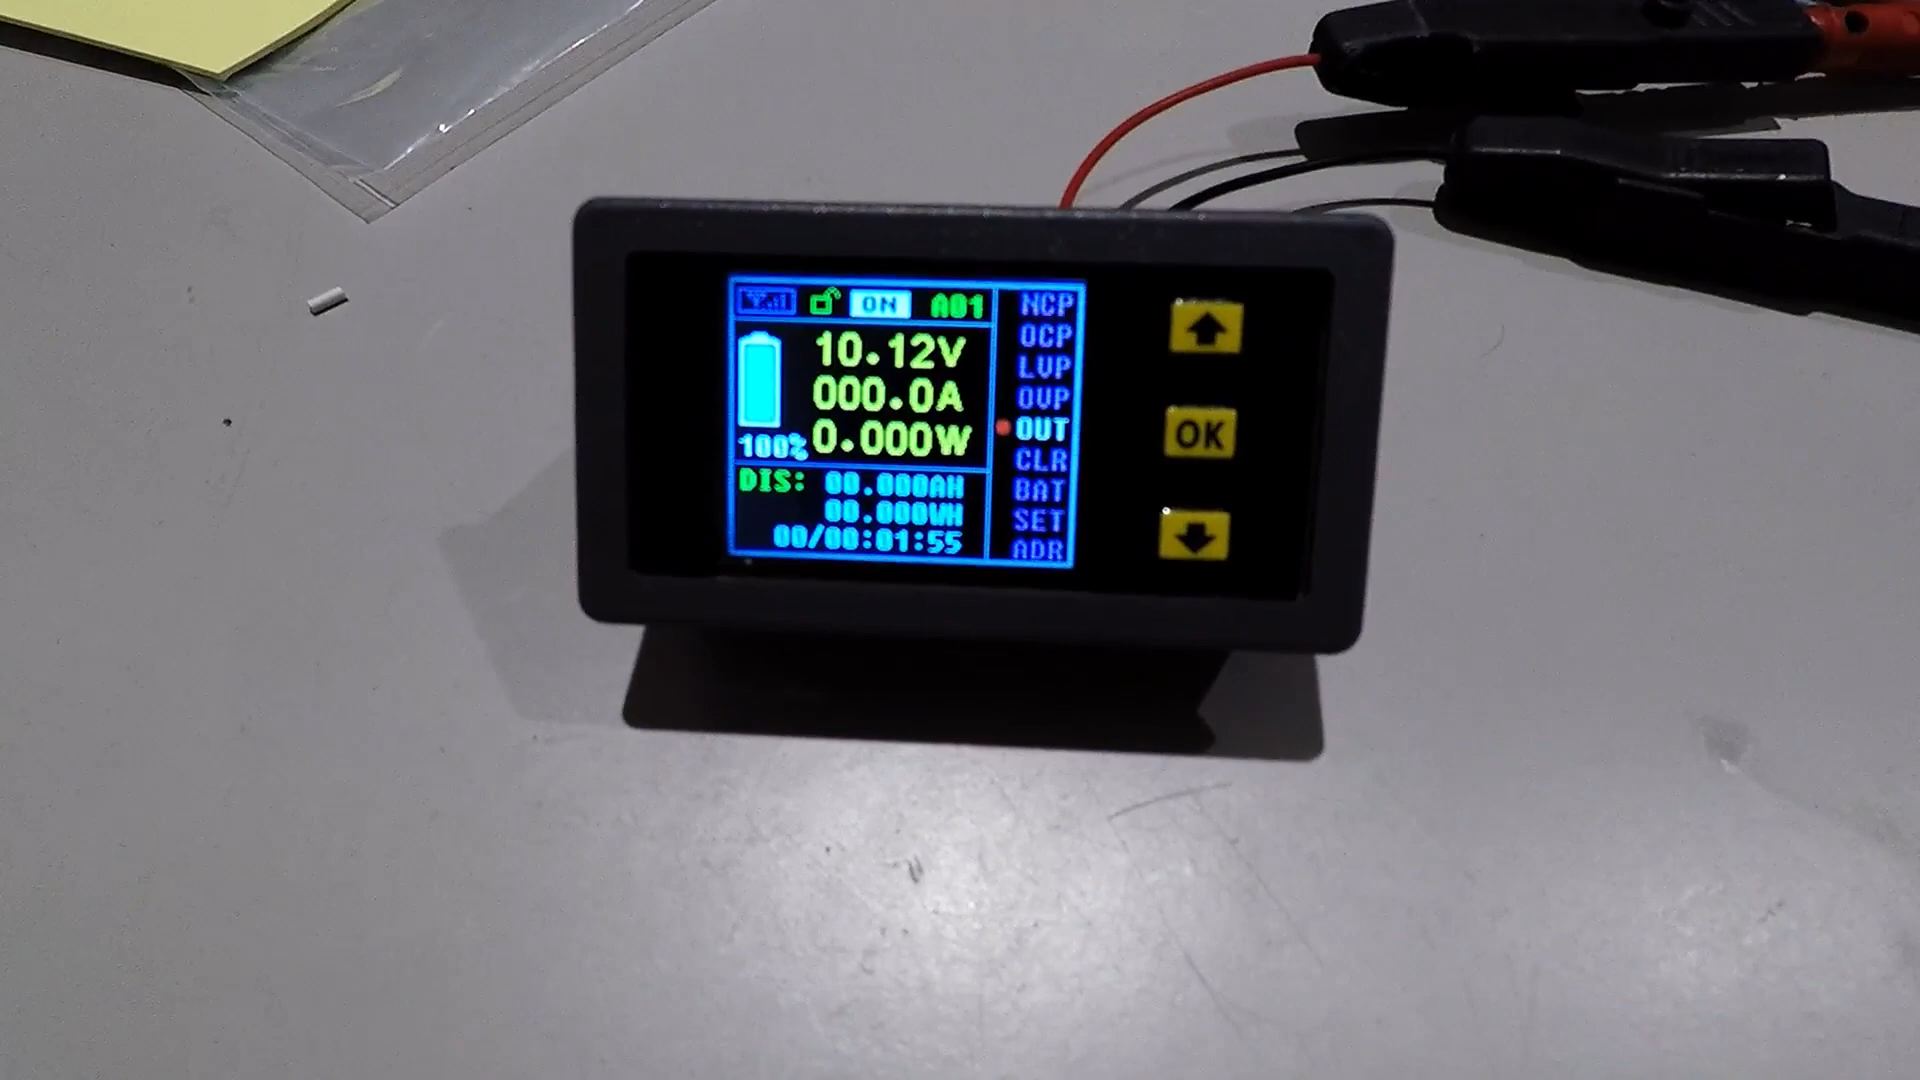 ON A01
10.12V
000.0A
100% 0.000W
DIS: 00.000AH
00.000WH
00/00:01:55
NCP
OCP
LVP
OVP
OUT
CLR
BAT
SET
ADR
OK